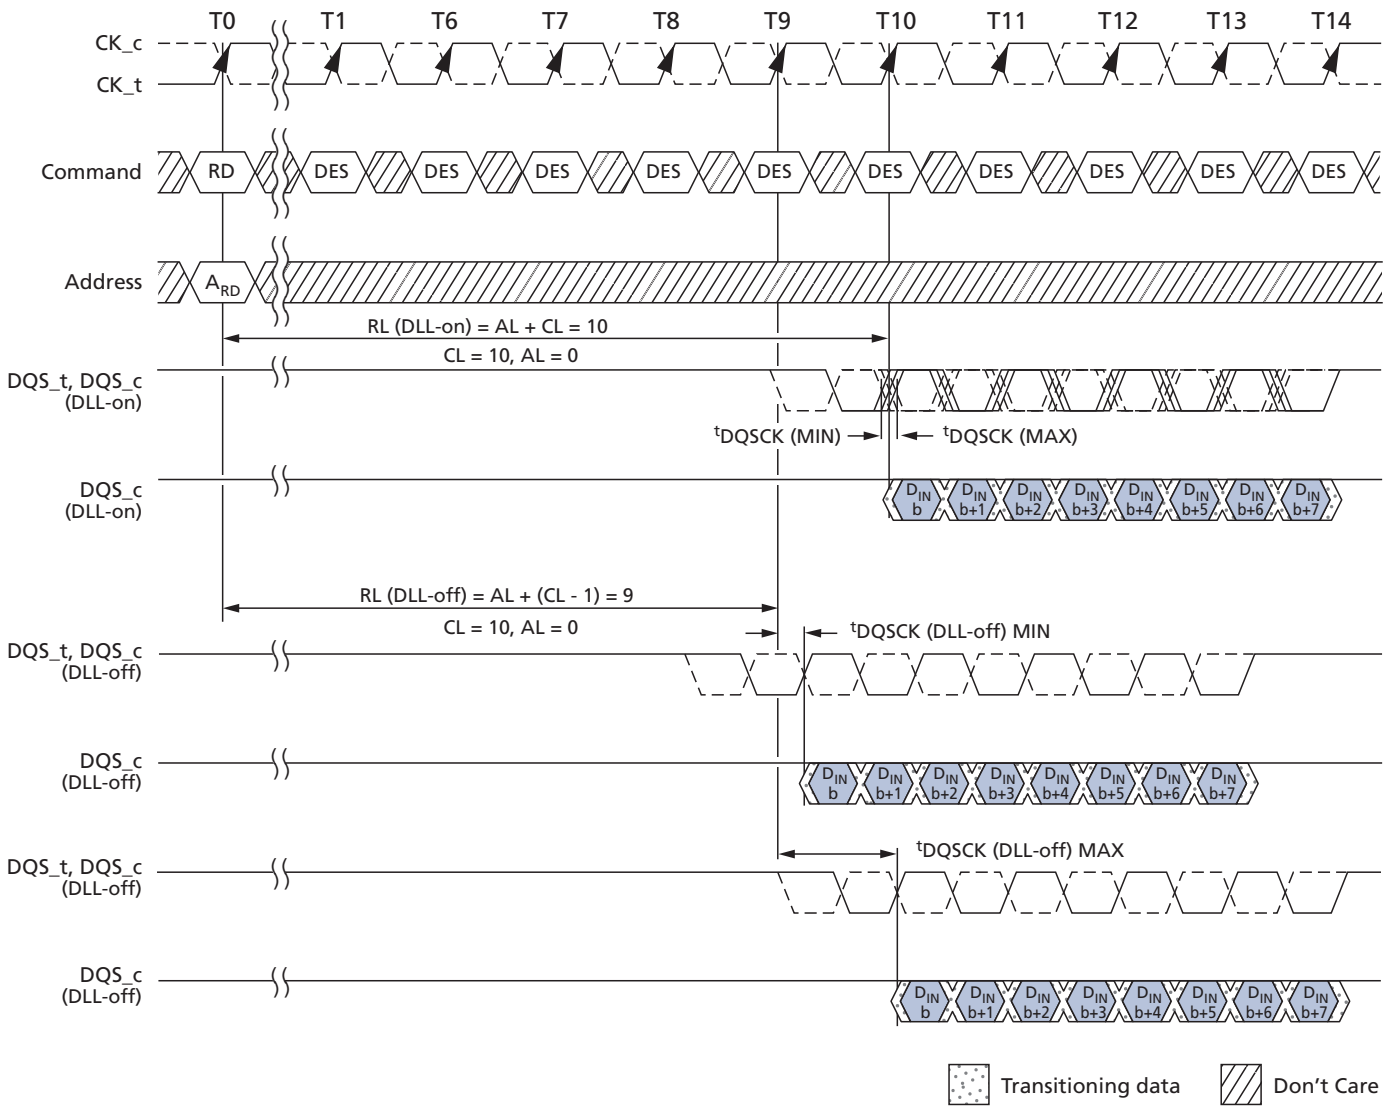 T0 T1 T6 T7 T8 T9 T10 T11 T12 T13 T14
CK_c
CK_t
Command RD DES DES DES DES DES DES DES DES DES DES
Address A_RD
RL (DLL-on) = AL + CL = 10
CL = 10, AL = 0
DQS_t, DQS_c
(DLL-on)
tDQSCK (MIN) tDQSCK (MAX)
DQS_c
(DLL-on)
DIN DIN DIN DIN DIN DIN DIN DIN
b b+1 b+2 b+3 b+4 b+5 b+6 b+7
RL (DLL-off) = AL + (CL - 1) = 9
CL = 10, AL = 0
tDQSCK (DLL-off) MIN
DQS_t, DQS_c
(DLL-off)
DQS_c
(DLL-off)
DIN DIN DIN DIN DIN DIN DIN DIN
b b+1 b+2 b+3 b+4 b+5 b+6 b+7
tDQSCK (DLL-off) MAX
DQS_t, DQS_c
(DLL-off)
DQS_c
(DLL-off)
DIN DIN DIN DIN DIN DIN DIN DIN
b b+1 b+2 b+3 b+4 b+5 b+6 b+7
Transitioning data Don't Care